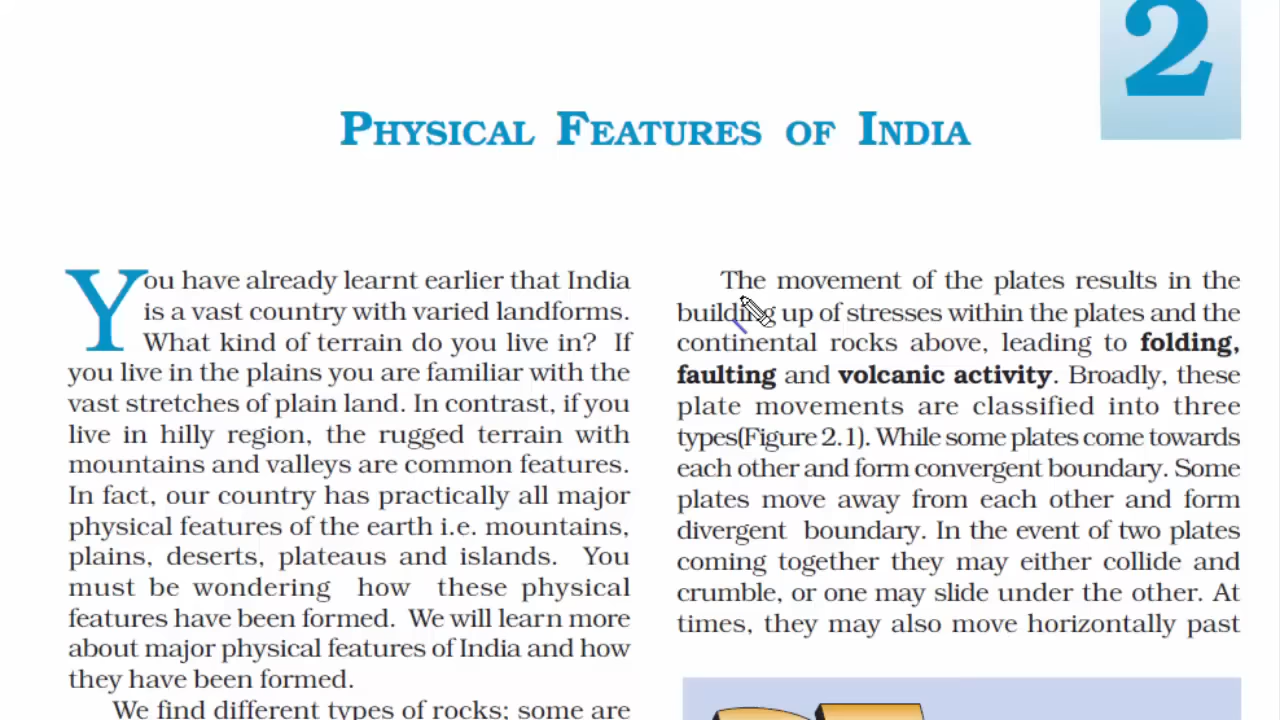 2
PHYSICAL FEATURES OF INDIA
You have already learnt earlier that India
is a vast country with varied landforms.
What kind of terrain do you live in? If
you live in the plains you are familiar with the
vast stretches of plain land. In contrast, if you
live in hilly region, the rugged terrain with
mountains and valleys are common features.
In fact, our country has practically all major
physical features of the earth i.e. mountains,
plains, deserts, plateaus and islands. You
must be wondering how these physical
features have been formed. We will learn more
about major physical features of India and how
they have been formed.
We find different types of rocks; some are
The movement of the plates results in the
building up of stresses within the plates and the
continental rocks above, leading to folding,
faulting and volcanic activity. Broadly, these
plate movements are classified into three
types(Figure 2.1). While some plates come towards
each other and form convergent boundary. Some
plates move away from each other and form
divergent boundary. In the event of two plates
coming together they may either collide and
crumble, or one may slide under the other. At
times, they may also move horizontally past